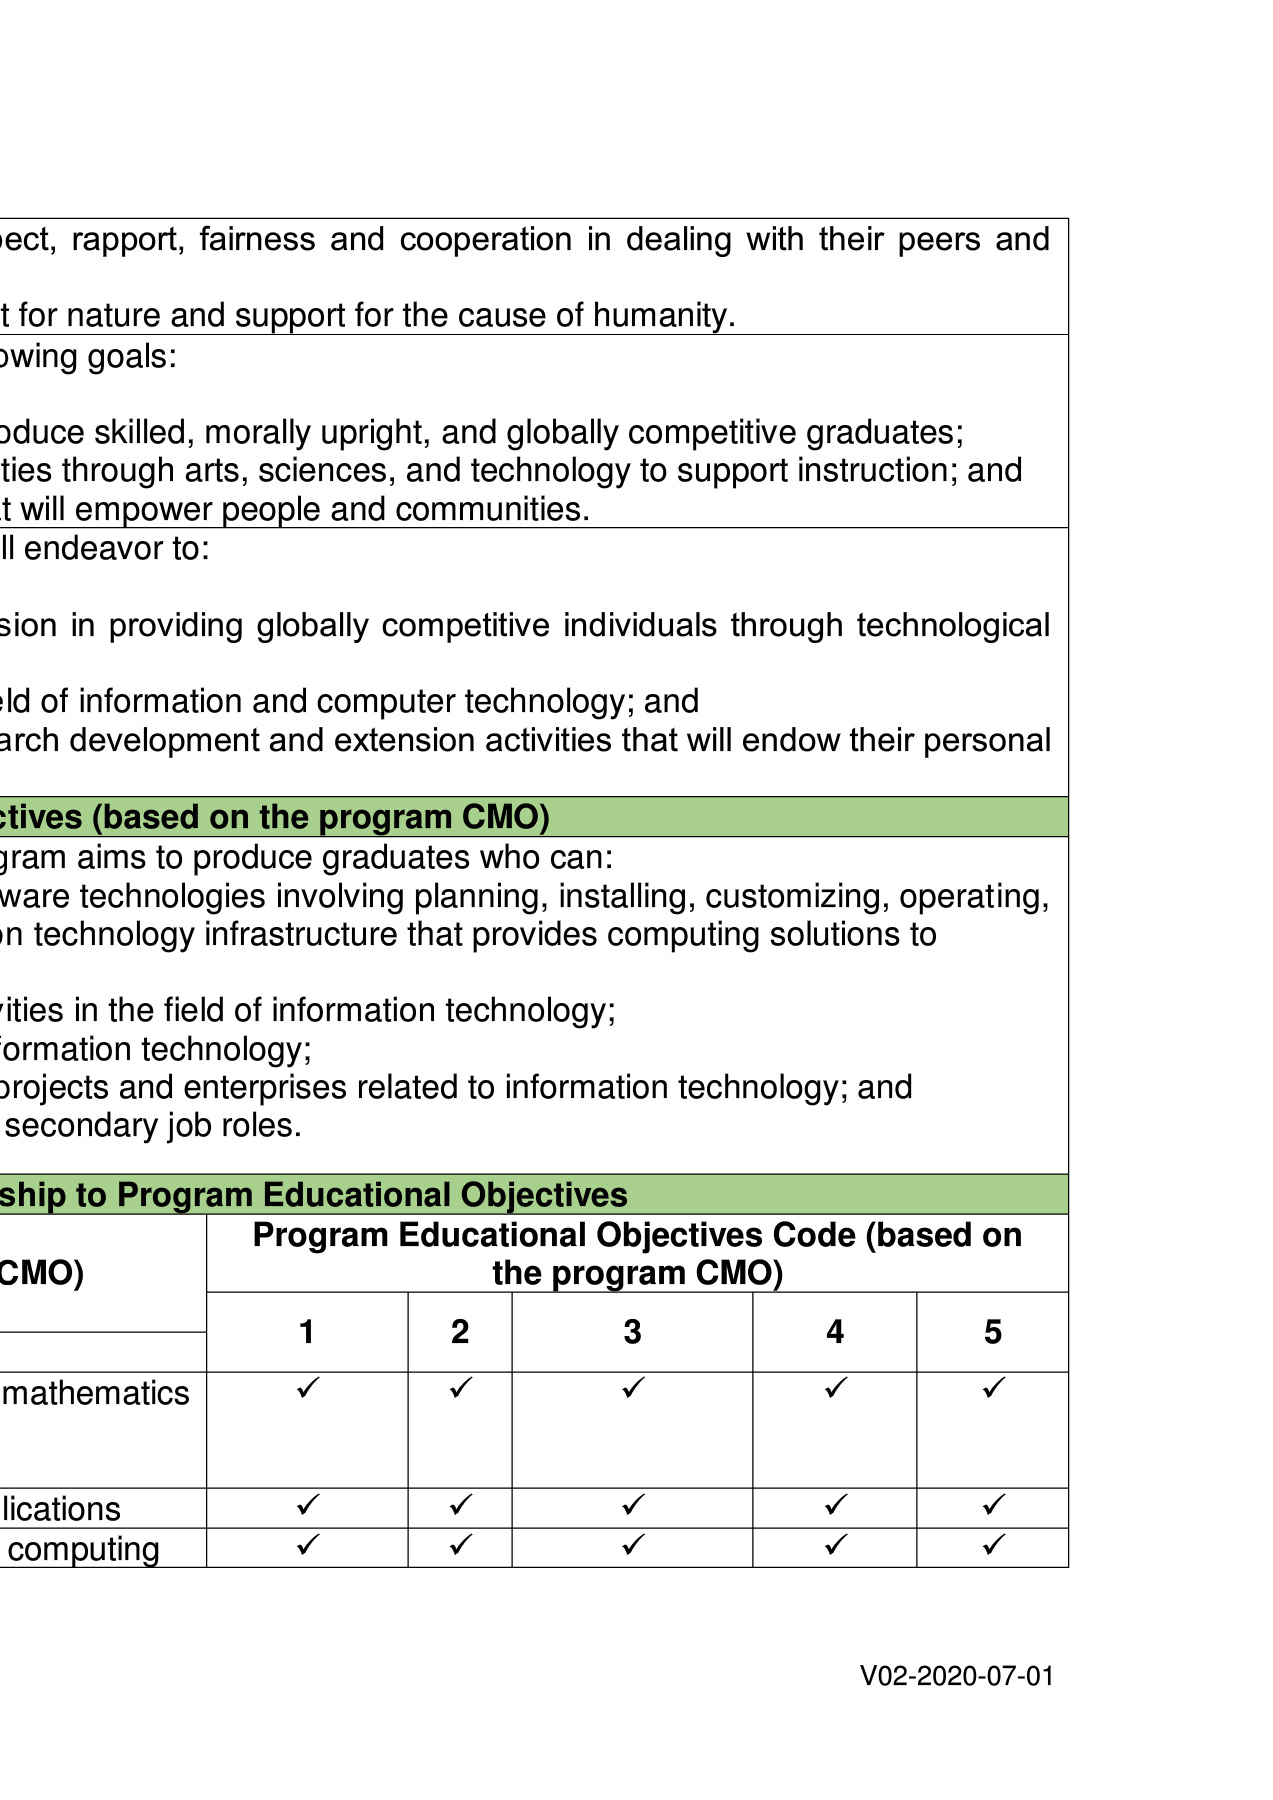 pect, rapport, fairness and cooperation in dealing with their peers and
t for nature and support for the cause of humanity.
owing goals:
oduce skilled, morally upright, and globally competitive graduates;
ties through arts, sciences, and technology to support instruction; and
at will empower people and communities.
ll endeavor to:
sion in providing globally competitive individuals through technological
eld of information and computer technology; and
arch development and extension activities that will endow their personal
ctives (based on the program CMO)
gram aims to produce graduates who can:
ware technologies involving planning, installing, customizing, operating,
on technology infrastructure that provides computing solutions to
vities in the field of information technology;
formation technology;
projects and enterprises related to information technology; and
secondary job roles.
ship to Program Educational Objectives
Program Educational Objectives Code (based on
the program CMO)
CMO)
1 2 3 4 5
mathematics ✓ ✓ ✓ ✓ ✓
lications ✓ ✓ ✓ ✓ ✓
computing ✓ ✓ ✓ ✓ ✓
V02-2020-07-01